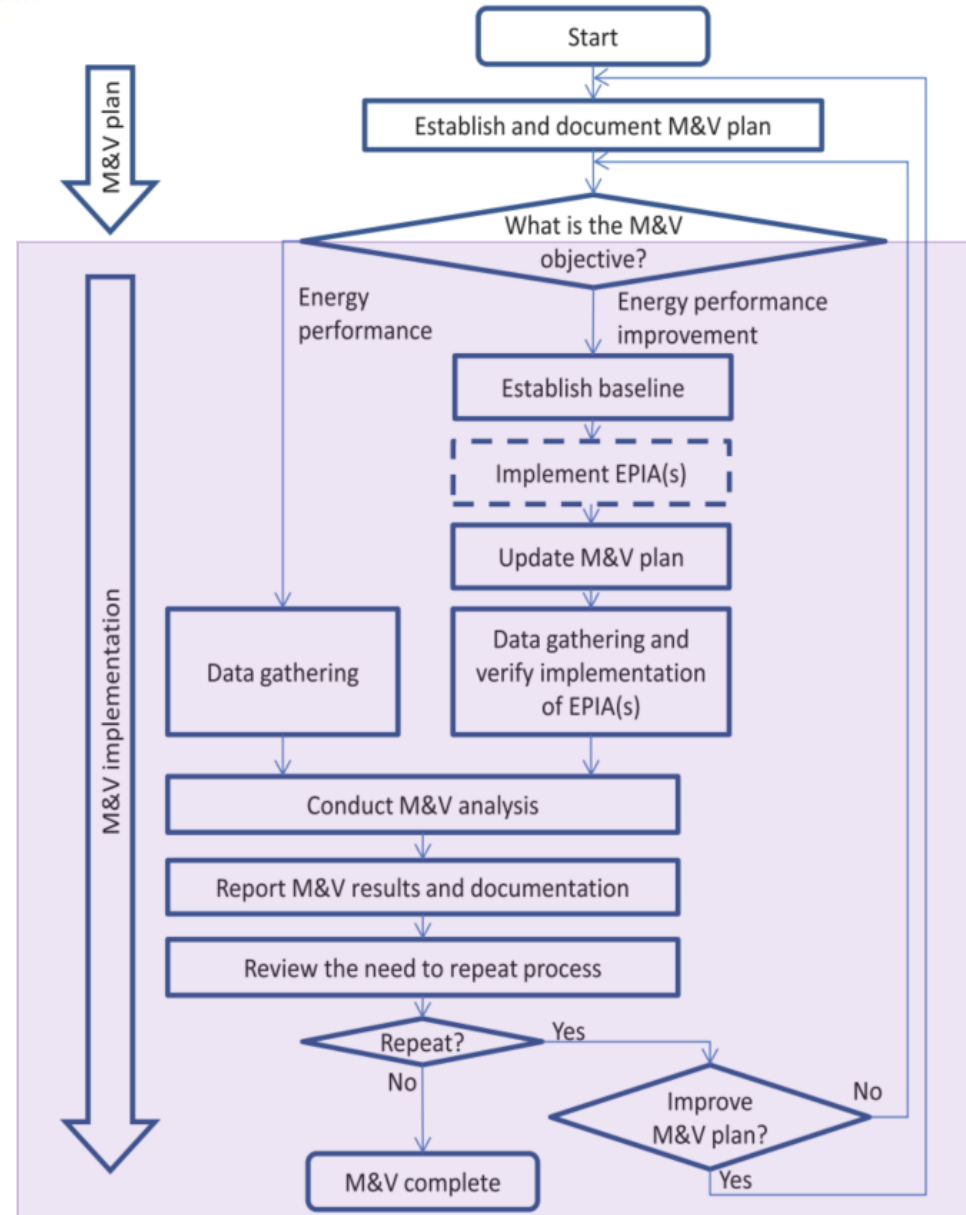 Start
M&V plan
Establish and document M&V plan
What is the M&V
objective?
Energy
performance
Energy performance
improvement
Establish baseline
Implement EPIA(s)
Update M&V plan
M&V implementation
Data gathering
Data gathering and
verify implementation
of EPIA(s)
Conduct M&V analysis
Report M&V results and documentation
Review the need to repeat process
Repeat?
Yes
No
Improve
M&V plan?
No
Yes
M&V complete